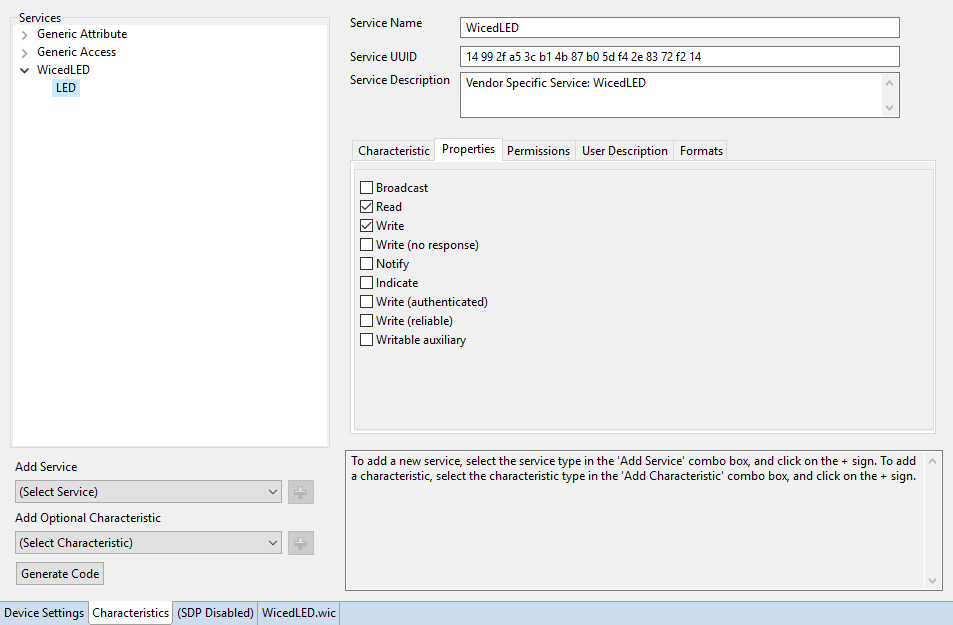 Services
Generic Attribute
Generic Access
WicedLED
LED
Service Name
WicedLED
Service UUID
14 99 2f a5 3c b1 4b 87 b0 5d f4 2e 83 72 f2 14
Service Description
Vendor Specific Service: WicedLED
Characteristic Properties Permissions User Description Formats
Broadcast
Read
Write
Write (no response)
Notify
Indicate
Write (authenticated)
Write (reliable)
Writable auxiliary
Add Service
(Select Service)
Add Optional Characteristic
(Select Characteristic)
Generate Code
To add a new service, select the service type in the 'Add Service' combo box, and click on the + sign. To add
a characteristic, select the characteristic type in the 'Add Characteristic' combo box, and click on the + sign.
Device Settings Characteristics (SDP Disabled) WicedLED.wic